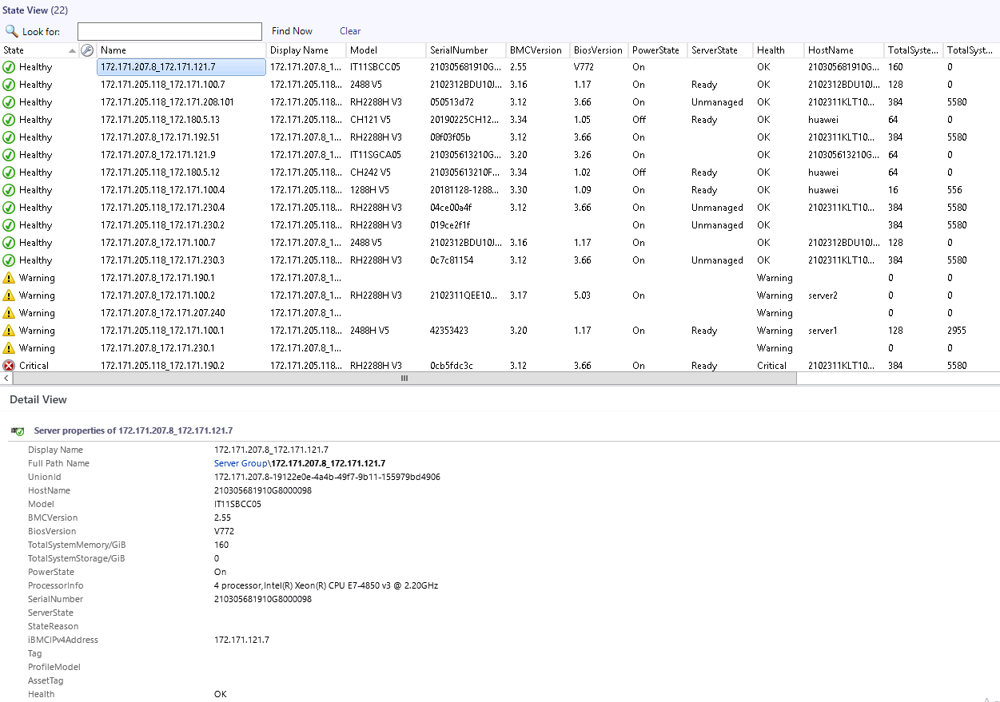 State View (22)
Look for: Find Now Clear
State Name Display Name Model SerialNumber BMCVersion BiosVersion PowerState ServerState Health HostName TotalSyste... TotalSyst...
Healthy 172.171.207.8_172.171.121.7 172.171.207.8_1... IT11SBCC05 210305681910G... 2.55 V772 On OK 210305681910G... 160 0
Healthy 172.171.205.118_172.171.100.7 172.171.205.118... 2488 V5 2102312BDU10J... 3.16 1.17 On Ready OK 2102312BDU10J... 128 0
Healthy 172.171.205.118_172.171.208.101 172.171.205.118... RH2288H V3 050513d72 3.12 3.66 On Unmanaged OK 2102311KLT10... 384 5580
Healthy 172.171.205.118_172.180.5.13 172.171.205.118... CH121 V5 20190225CH12... 3.34 1.05 Off Ready OK huawei 64 0
Healthy 172.171.207.8_172.171.192.51 172.171.207.8_1... RH2288H V3 08f03f05b 3.12 3.66 On OK 2102311KLT10... 384 5580
Healthy 172.171.207.8_172.171.121.9 172.171.207.8_1... IT11SGCA05 210305613210G... 3.20 3.26 On OK 210305613210G... 64 0
Healthy 172.171.205.118_172.180.5.12 172.171.205.118... CH242 V5 210305613210F... 3.34 1.02 Off Ready OK huawei 64 0
Healthy 172.171.205.118_172.171.100.4 172.171.205.118... 1288H V5 20181128-1288... 3.30 1.09 On Ready OK huawei 16 556
Healthy 172.171.205.118_172.171.230.4 172.171.205.118... RH2288H V3 04ce00a4f 3.12 3.66 On Unmanaged OK 2102311KLT10... 384 5580
Healthy 172.171.205.118_172.171.230.2 172.171.205.118... RH2288H V3 019ce2f1f On Unmanaged 384 5580
Healthy 172.171.207.8_172.171.100.7 172.171.207.8_1... 2488 V5 2102312BDU10J... 3.16 1.17 On OK 2102312BDU10J... 128 0
Healthy 172.171.205.118_172.171.230.3 172.171.205.118... RH2288H V3 0c7c81154 3.12 3.66 On Unmanaged OK 2102311KLT10... 384 5580
Warning 172.171.207.8_172.171.190.1 172.171.207.8_1... Warning 0 0
Warning 172.171.207.8_172.171.100.2 172.171.207.8_1... RH2288H V3 2102311QEE10... 3.17 5.03 On Warning server2 0 0
Warning 172.171.207.8_172.171.207.240 172.171.207.8_1... Warning 0 0
Warning 172.171.205.118_172.171.100.1 172.171.205.118... 2488H V5 42353423 3.20 1.17 On Ready Warning server1 128 2955
Warning 172.171.207.8_172.171.230.1 172.171.207.8_1... Warning 0 0
Critical 172.171.205.118_172.171.190.2 172.171.205.118... RH2288H V3 0cb5fdc3c 3.12 3.66 On Ready Critical 2102311KLT10... 384 5580
Detail View
Server properties of 172.171.207.8_172.171.121.7
Display Name 172.171.207.8_172.171.121.7
Full Path Name Server Group\172.171.207.8_172.171.121.7
UnionId 172.171.207.8-19122e0e-4a4b-49f7-9b11-155979bd4906
HostName 210305681910G8000098
Model IT11SBCC05
BMCVersion 2.55
BiosVersion V772
TotalSystemMemory/GiB 160
TotalSystemStorage/GiB 0
PowerState On
ProcessorInfo 4 processor,Intel(R) Xeon(R) CPU E7-4850 v3 @ 2.20GHz
SerialNumber 210305681910G8000098
ServerState
StateReason
iBMCIPv4Address 172.171.121.7
Tag
ProfileModel
AssetTag
Health OK